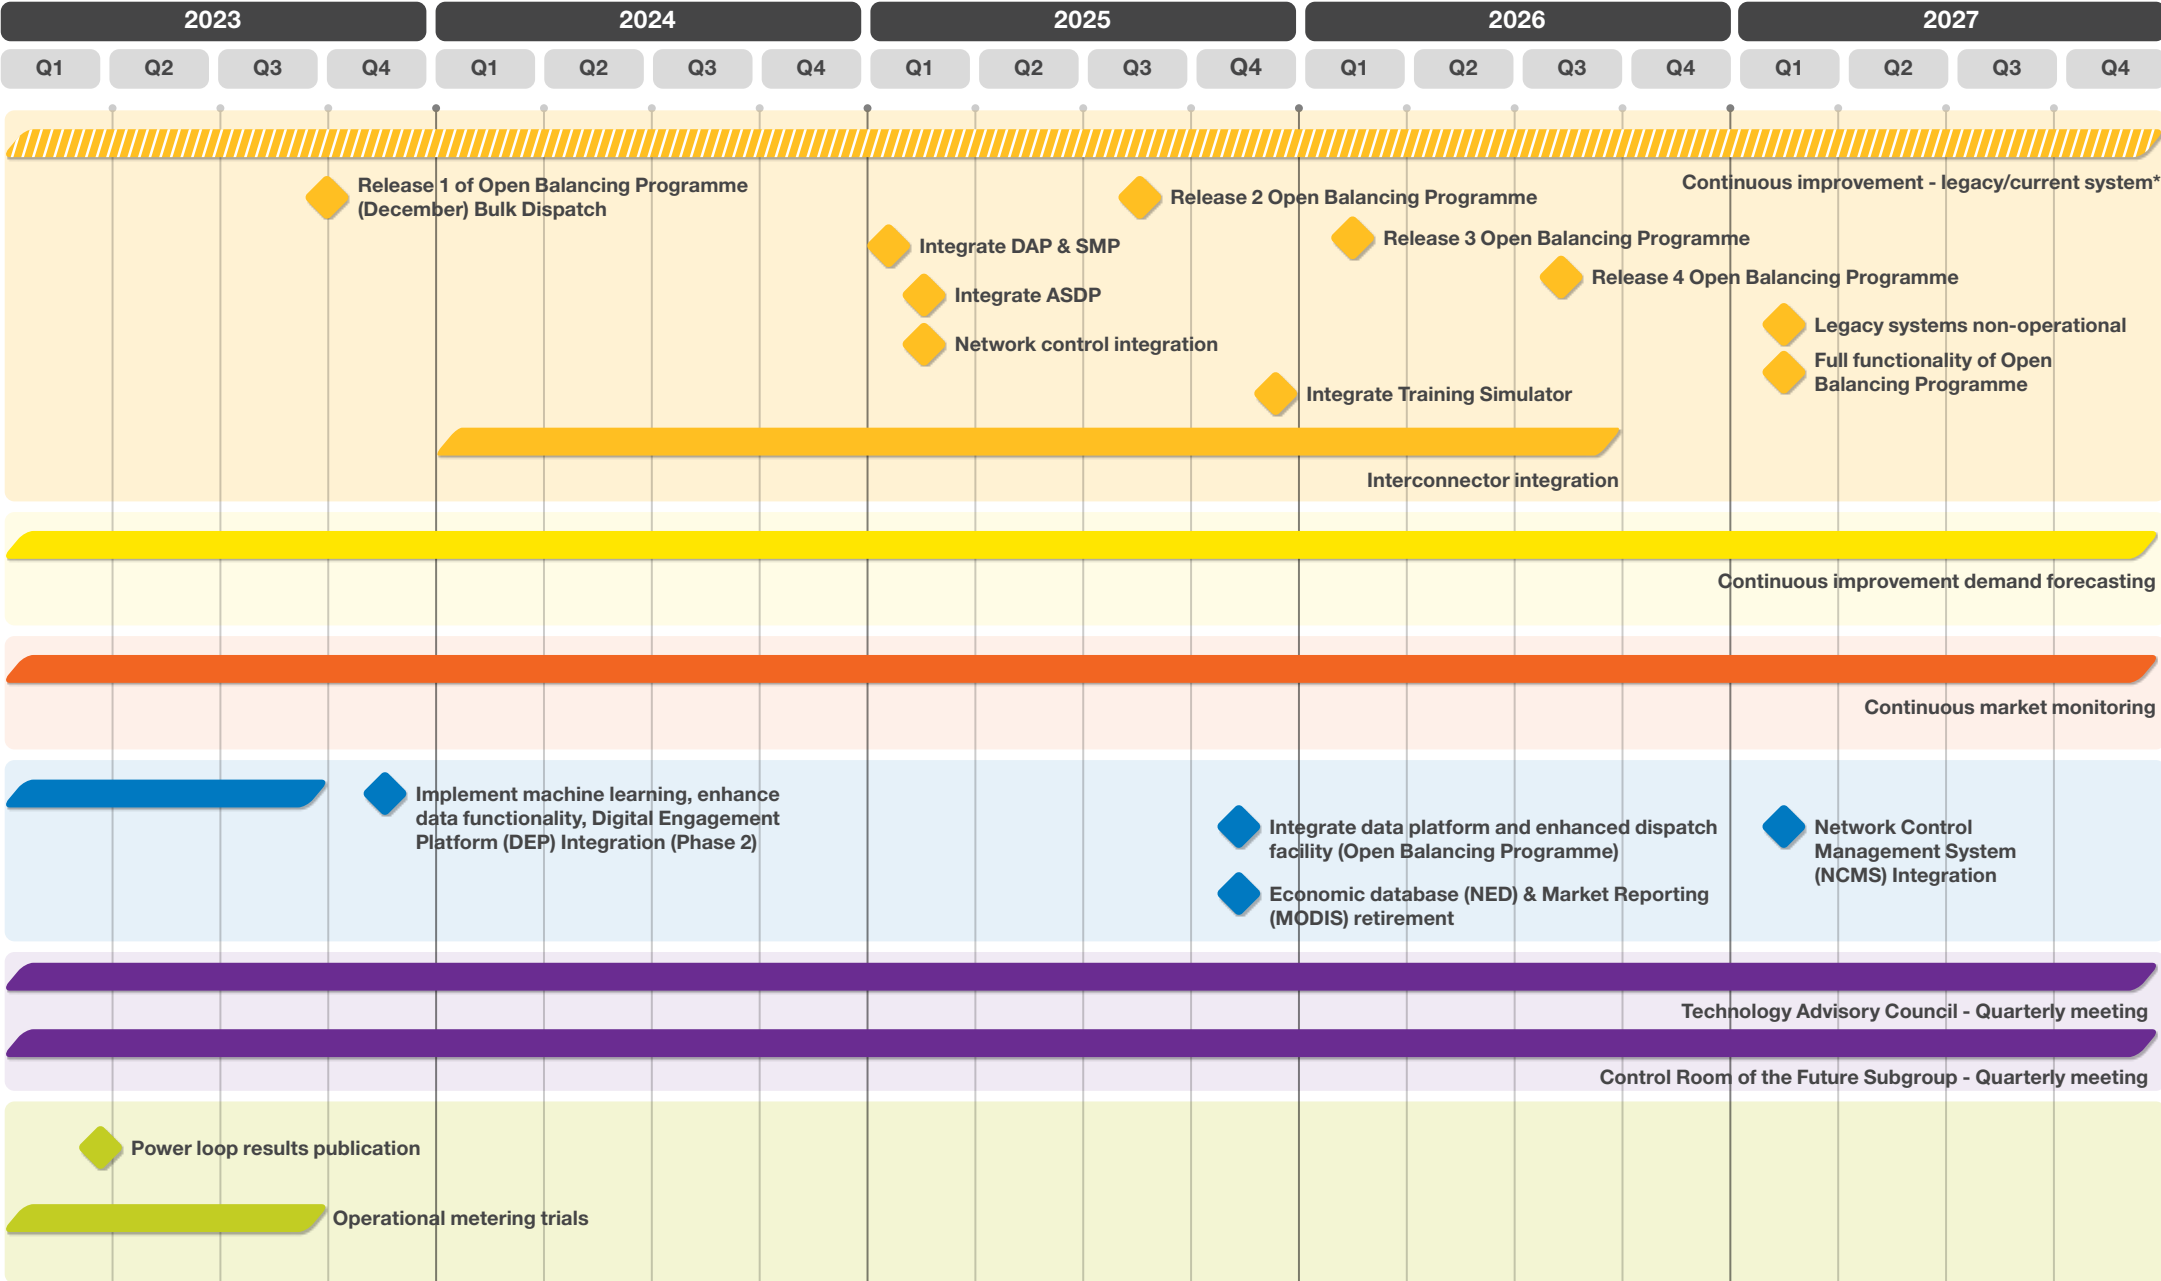 2023
2024
2025
2026
2027
Q1 Q2 Q3 Q4 Q1 Q2 Q3 Q4 Q1 Q2 Q3 Q4 Q1 Q2 Q3 Q4 Q1 Q2 Q3 Q4
Continuous improvement - legacy/current system*
Release 1 of Open Balancing Programme
(December) Bulk Dispatch
Release 2 Open Balancing Programme
Release 3 Open Balancing Programme
Integrate DAP & SMP
Release 4 Open Balancing Programme
Integrate ASDP
Legacy systems non-operational
Network control integration
Full functionality of Open
Balancing Programme
Integrate Training Simulator
Interconnector integration
Continuous improvement demand forecasting
Continuous market monitoring
Implement machine learning, enhance
data functionality, Digital Engagement
Platform (DEP) Integration (Phase 2)
Integrate data platform and enhanced dispatch
facility (Open Balancing Programme)
Economic database (NED) & Market Reporting
(MODIS) retirement
Network Control
Management System
(NCMS) Integration
Technology Advisory Council - Quarterly meeting
Control Room of the Future Subgroup - Quarterly meeting
Power loop results publication
Operational metering trials